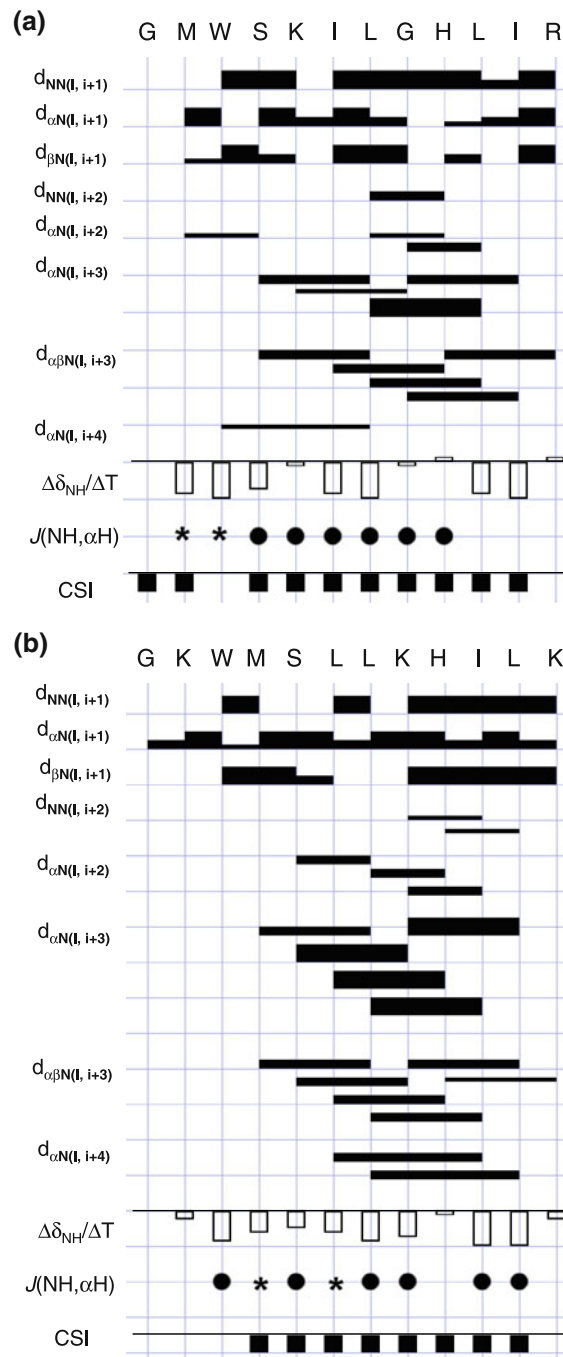 (a)
G M W S K I L G H L I R
dNN(I, i+1)
dαN(I, i+1)
dβN(I, i+1)
dNN(I, i+2)
dαN(I, i+2)
dαN(I, i+3)
dαβN(I, i+3)
dαN(I, i+4)
ΔδNH/ΔT
J(NH,αH) * *
CSI
(b)
G K W M S L L K H I L K
dNN(I, i+1)
dαN(I, i+1)
dβN(I, i+1)
dNN(I, i+2)
dαN(I, i+2)
dαN(I, i+3)
dαβN(I, i+3)
dαN(I, i+4)
ΔδNH/ΔT
J(NH,αH) * *
CSI